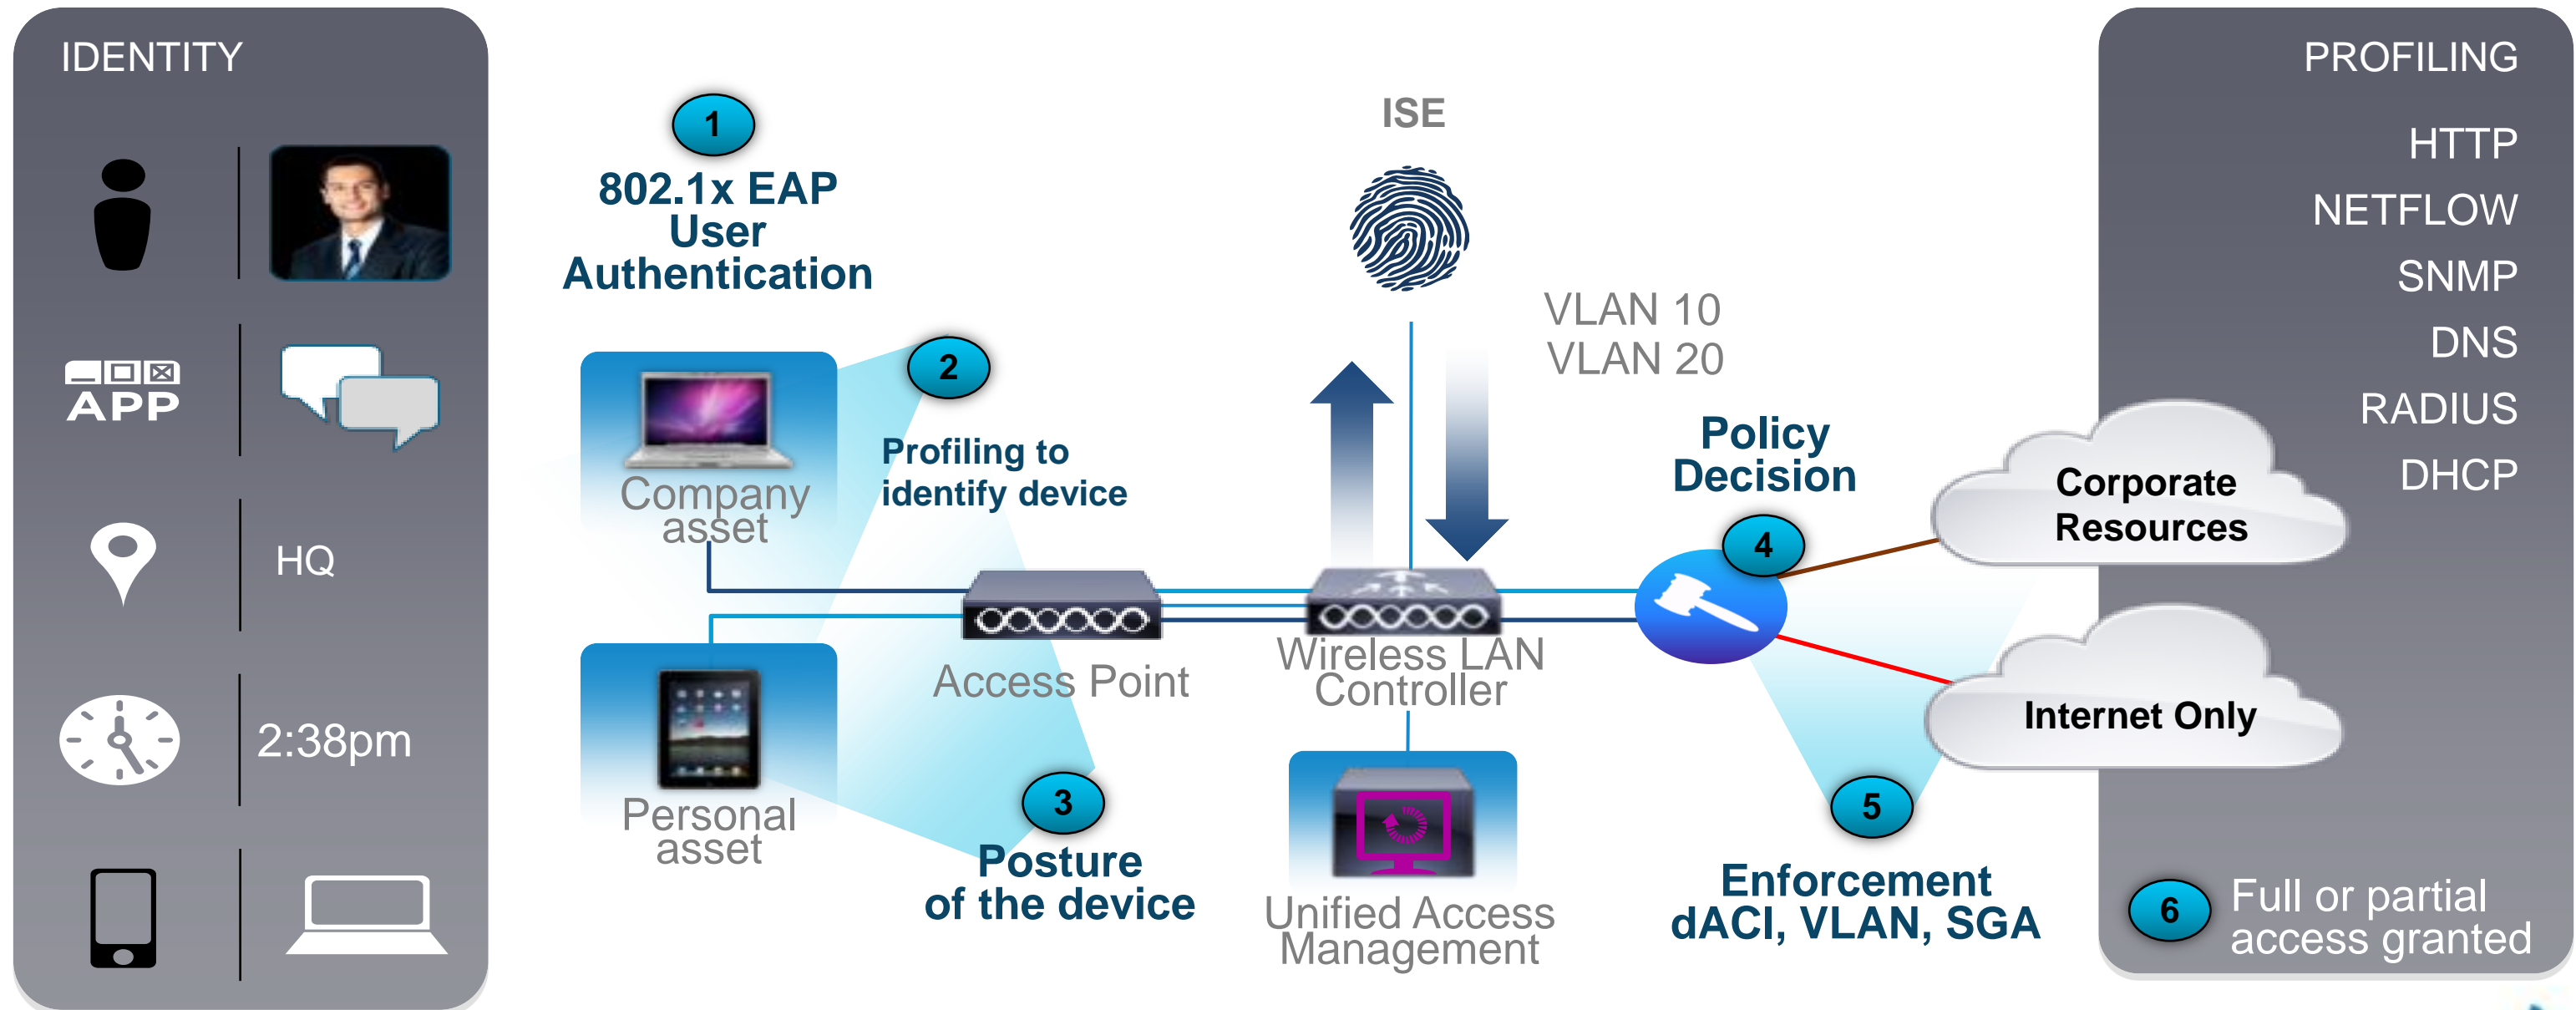 IDENTITY
APP
HQ
2:38pm
1
802.1x EAP
User
Authentication
2
Profiling to
identify device
Company
asset
Personal
asset
3
Posture
of the device
Access Point
ISE
VLAN 10
VLAN 20
Wireless LAN
Controller
Unified Access
Management
Policy
Decision
4
Corporate
Resources
Internet Only
5
Enforcement
dACI, VLAN, SGA
PROFILING
HTTP
NETFLOW
SNMP
DNS
RADIUS
DHCP
6
Full or partial
access granted